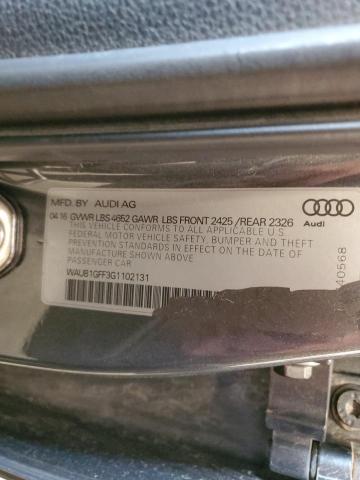 MFD. BY AUDI AG
04.16 GVWR LBS 4652 GAWR LBS FRONT 2425 /REAR 2326
THIS VEHICLE CONFORMS TO ALL APPLICABLE U.S.
FEDERAL MOTOR VEHICLE SAFETY, BUMPER AND THEFT
PREVENTION STANDARDS IN EFFECT ON THE DATE OF
MANUFACTURE SHOWN ABOVE.
PASSENGER CAR
WAUB1GFF3G1102131
Audi
40568